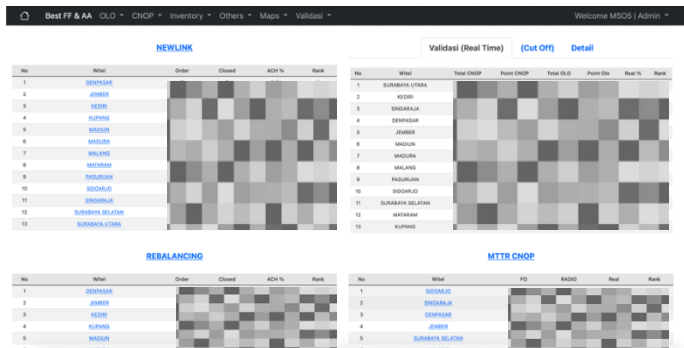 Best FF & AA OLO CNOP Inventory Others Maps Validasi Welcome MSO5 | Admin
NEWLINK
No Witel Order Closed ACH % Rank
1 DENPASAR
2 JEMBER
3 KEDIRI
4 KUPANG
5 MADIUN
6 MADURA
7 MALANG
8 MATARAM
9 PASURUAN
10 SIDOARJO
11 SINGARAJA
12 SURABAYA SELATAN
13 SURABAYA UTARA
Validasi (Real Time) (Cut Off) Detail
No Witel Total CNOP Point CNOP Total OLO Point Olo Real % Rank
1 SURABAYA UTARA
2 KEDIRI
3 SINGARAJA
4 DENPASAR
5 JEMBER
6 MADIUN
7 MADURA
8 MALANG
9 PASURUAN
10 SIDOARJO
11 SURABAYA SELATAN
12 MATARAM
13 KUPANG
REBALANCING
No Witel Order Closed ACH % Rank
1 DENPASAR
2 JEMBER
3 KEDIRI
4 KUPANG
5 MADIUN
MTTR CNOP
No Witel FO RADIO Real Rank
1 SIDOARJO
2 SINGARAJA
3 DENPASAR
4 JEMBER
5 SURABAYA SELATAN